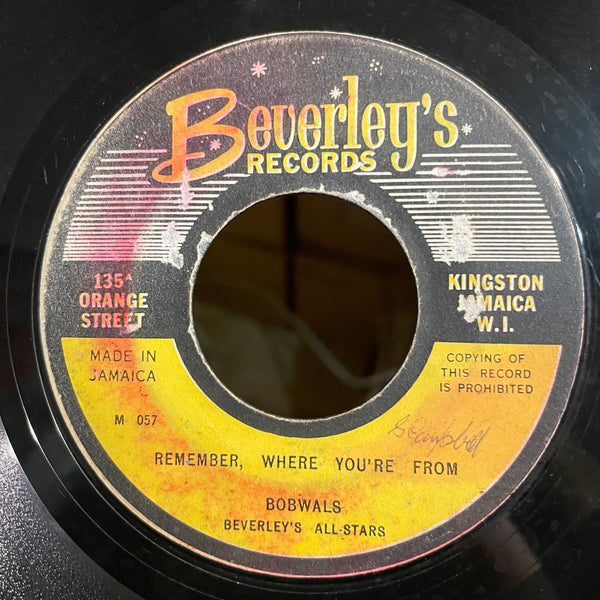 Beverley's
RECORDS
135ᴬ
ORANGE
STREET
KINGSTON
JAMAICA
W.I.
MADE IN
JAMAICA
COPYING OF
THIS RECORD
IS PROHIBITED
M 057
S Campbell
REMEMBER, WHERE YOU'RE FROM
BOBWALS
BEVERLEY'S ALL-STARS